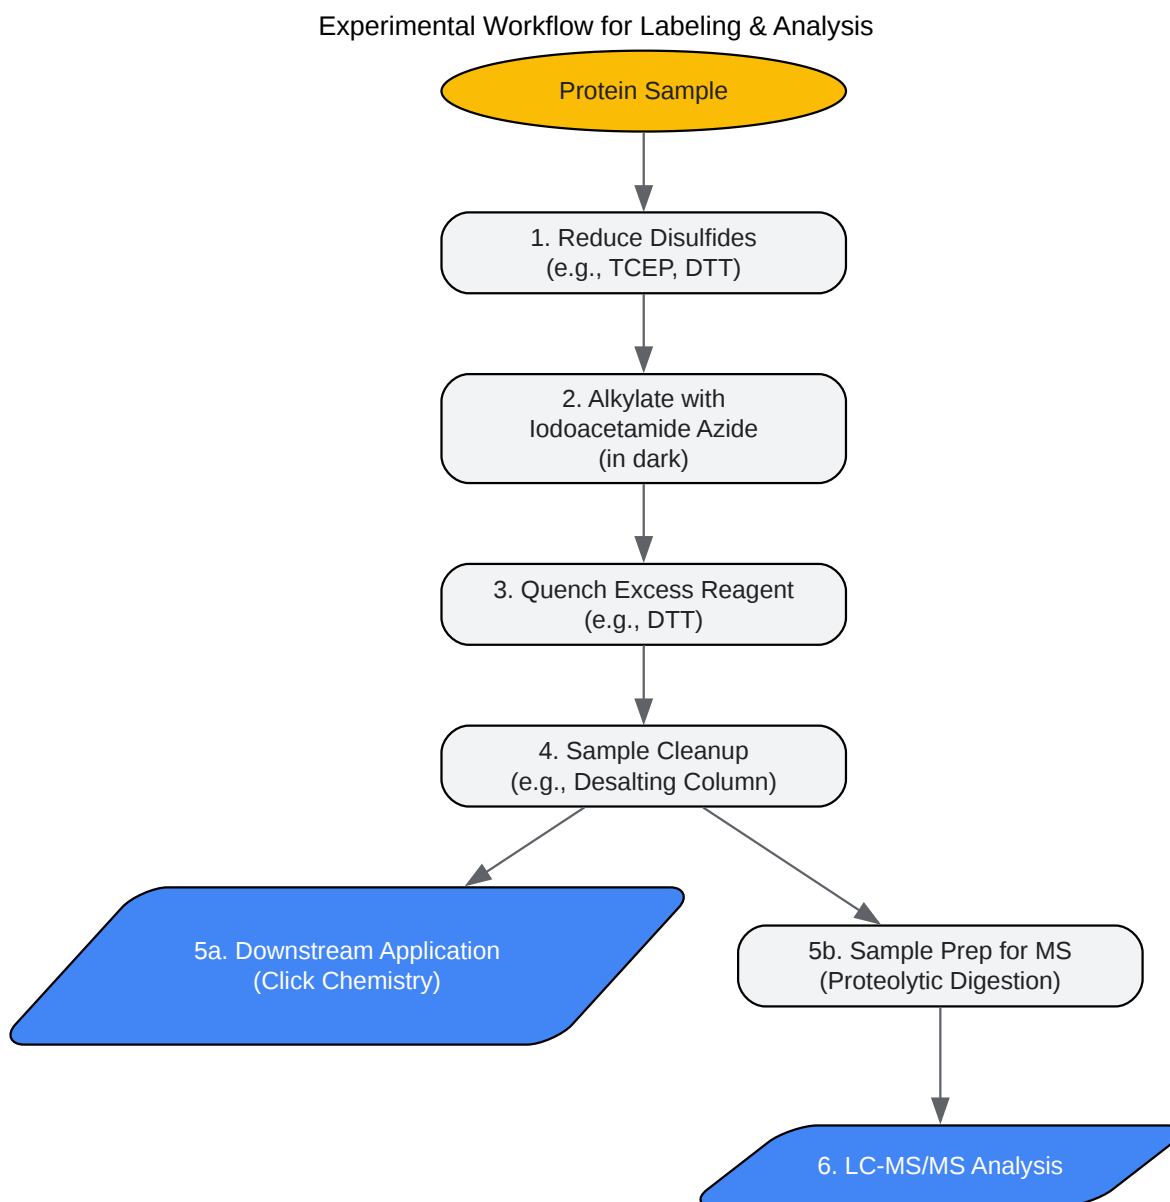 Experimental Workflow for Labeling & Analysis
Protein Sample
1. Reduce Disulfides
(e.g., TCEP, DTT)
2. Alkylate with
Iodoacetamide Azide
(in dark)
3. Quench Excess Reagent
(e.g., DTT)
4. Sample Cleanup
(e.g., Desalting Column)
5a. Downstream Application
(Click Chemistry)
5b. Sample Prep for MS
(Proteolytic Digestion)
6. LC-MS/MS Analysis